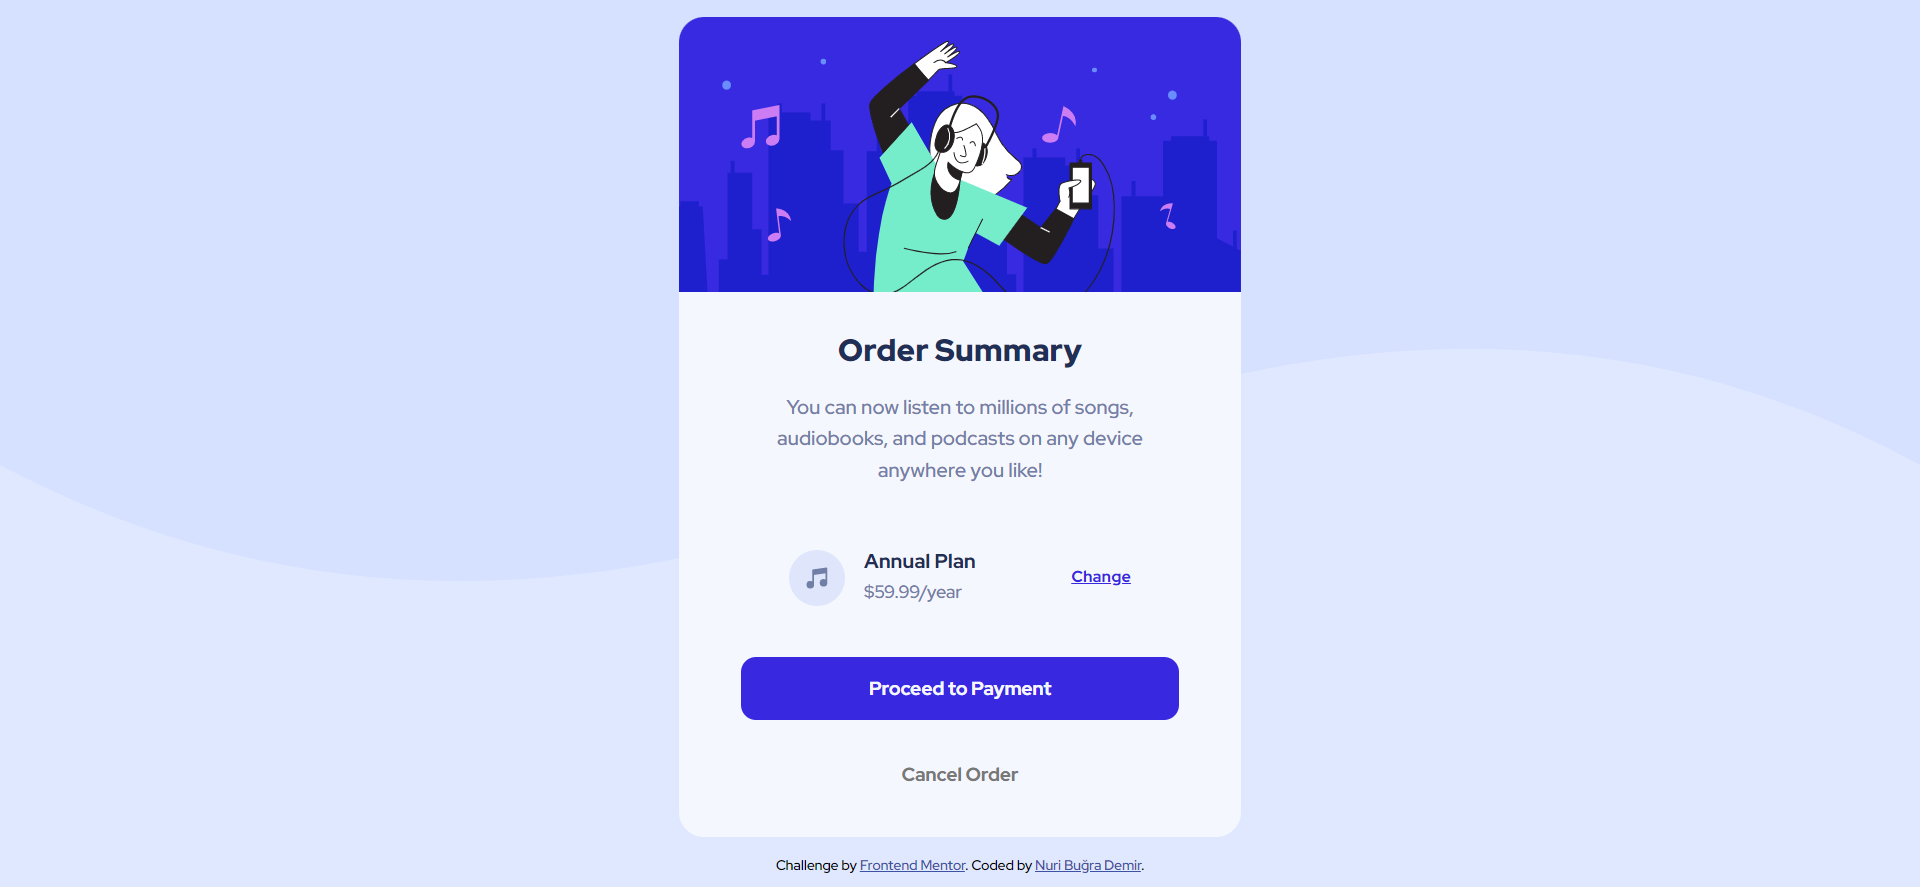 Order Summary
You can now listen to millions of songs,
audiobooks, and podcasts on any device
anywhere you like!
Annual Plan
$59.99/year
Change
Proceed to Payment
Cancel Order
Challenge by Frontend Mentor. Coded by Nuri Buğra Demir.